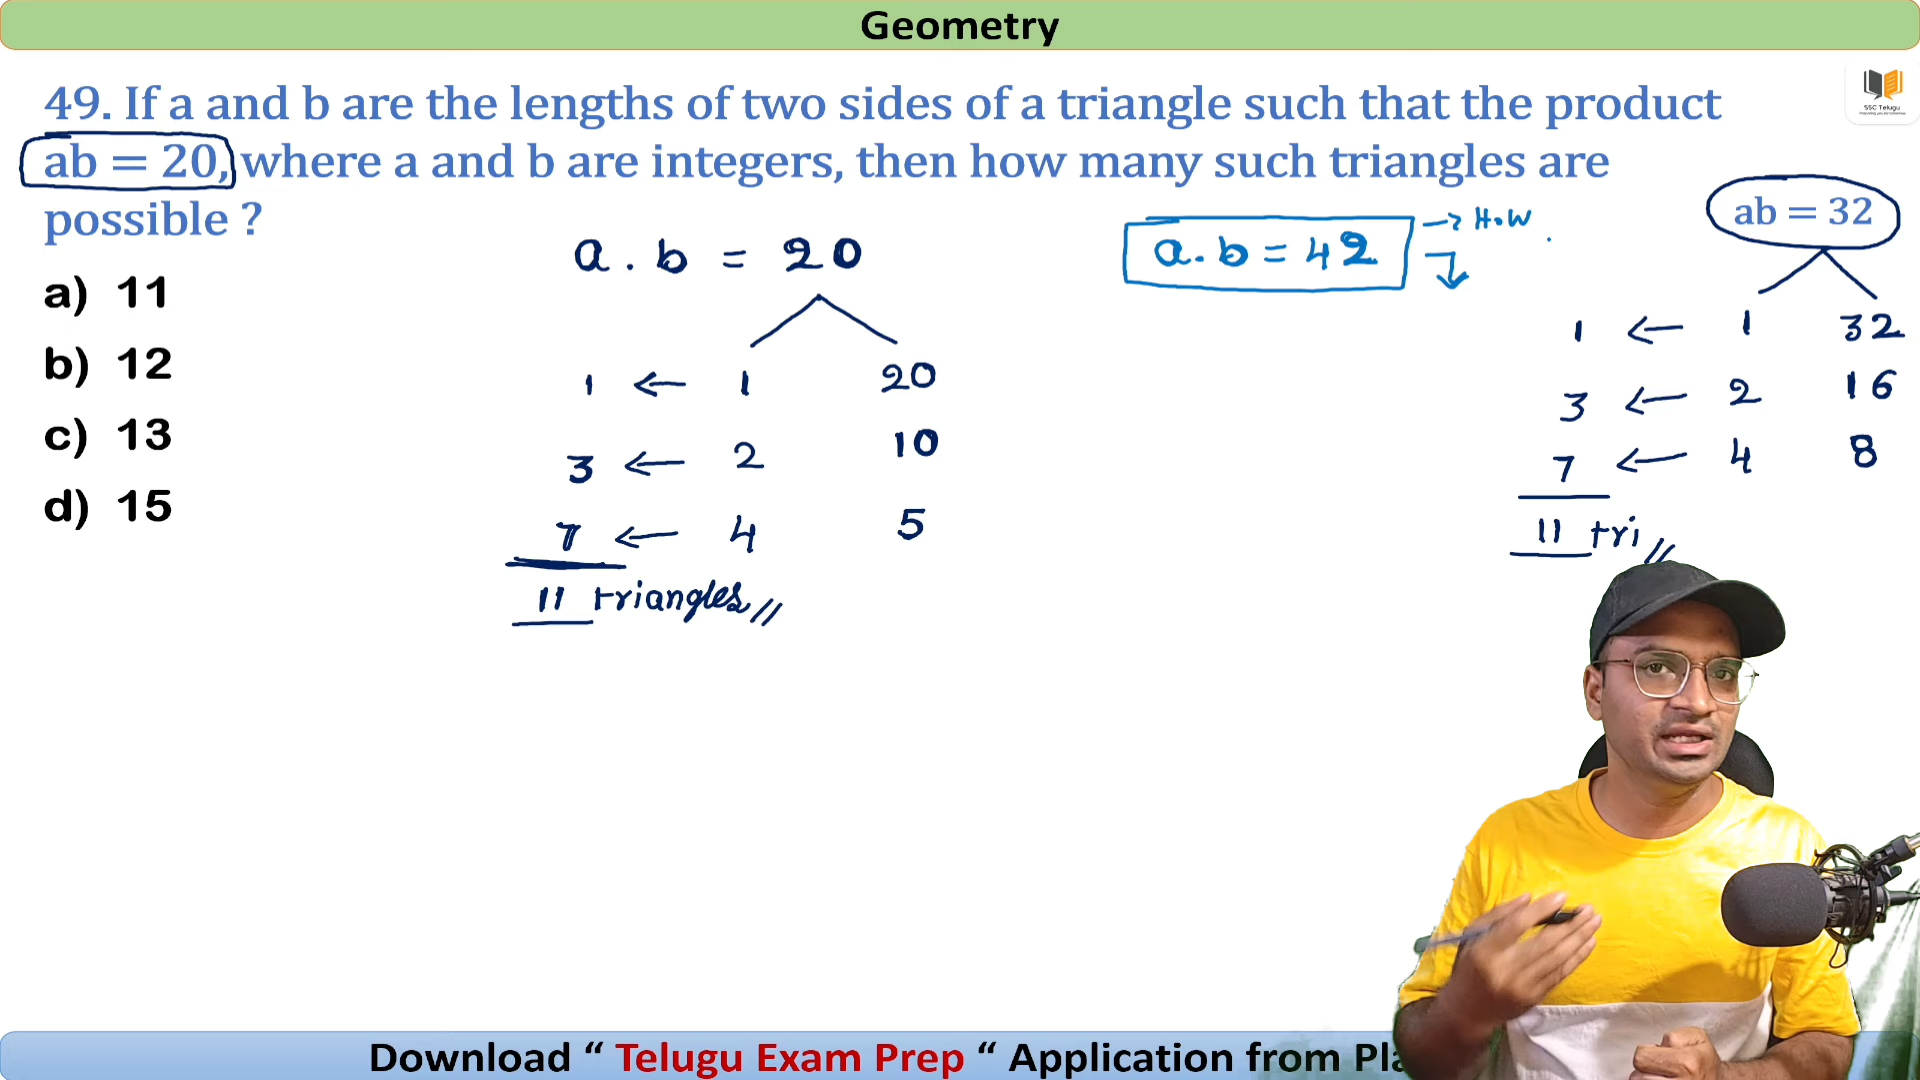 Geometry
49. If a and b are the lengths of two sides of a triangle such that the product
ab = 20, where a and b are integers, then how many such triangles are
possible ?
a) 11
b) 12
c) 13
d) 15
a . b = 20
1 ← 1 20
3 ← 2 10
7 ← 4 5
11 triangles //
a.b = 42
→ H.W
ab = 32
1 ← 1 32
3 ← 2 16
7 ← 4 8
11 tri //
SSC Telugu
Download “ Telugu Exam Prep “ Application from Pla